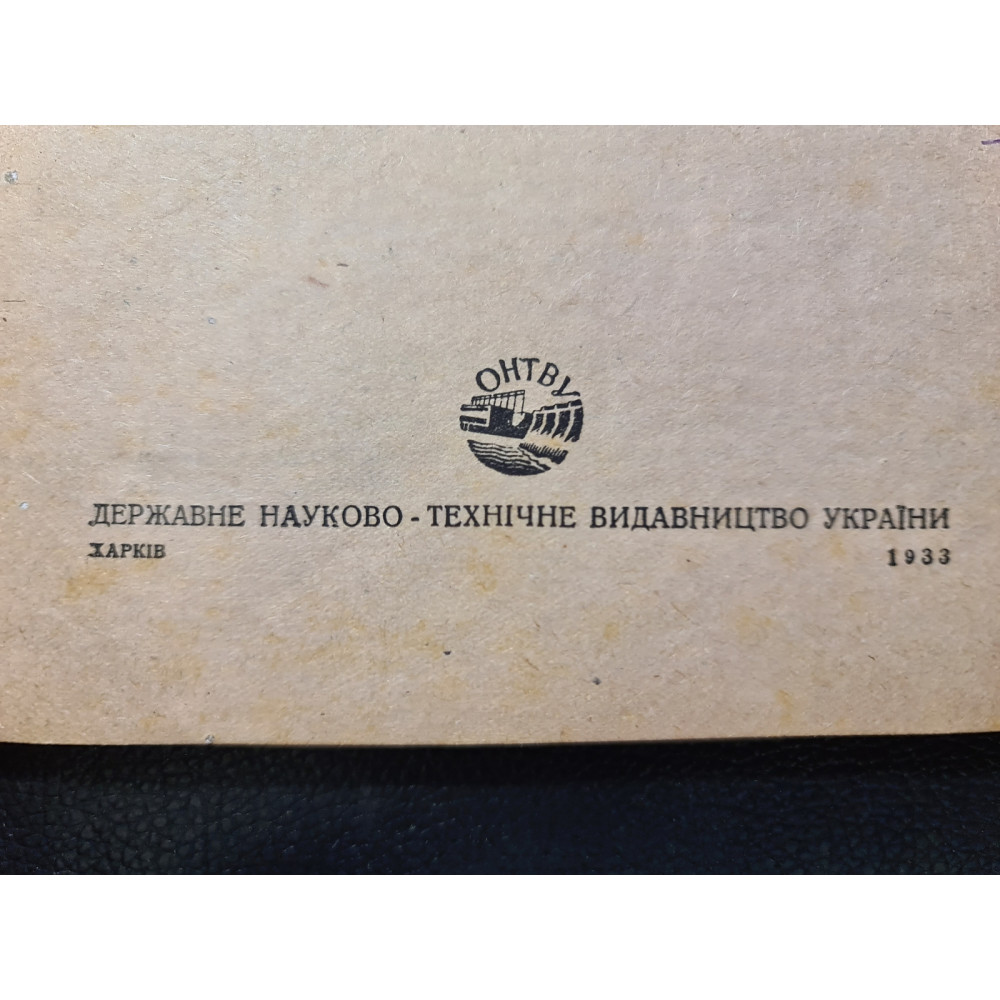 ОНТВУ
ДЕРЖАВНЕ НАУКОВО - ТЕХНІЧНЕ ВИДАВНИЦТВО УКРАЇНИ
ХАРКІВ 1933